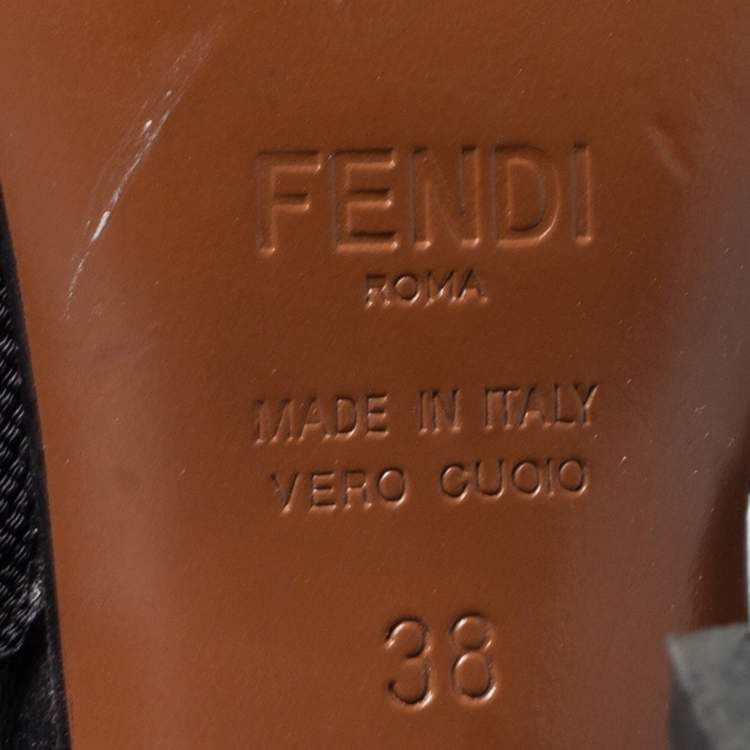 FENDI
ROMA
MADE IN ITALY
VERO CUOIO
38